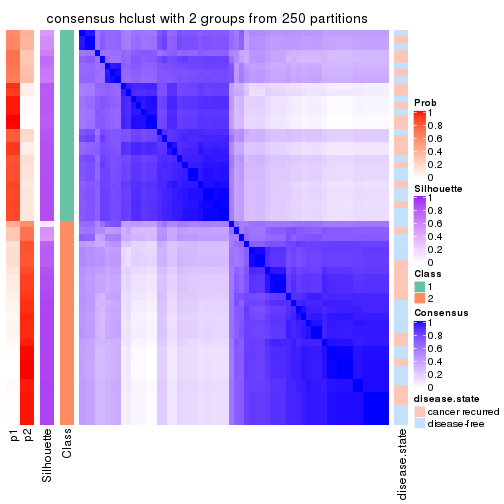 consensus hclust with 2 groups from 250 partitions
Prob
1
0.8
0.6
0.4
0.2
0
Silhouette
1
0.8
0.6
0.4
0.2
0
Class
1
2
Consensus
1
0.8
0.6
0.4
0.2
0
disease.state
cancer recurred
disease-free
p1
p2
Silhouette
Class
disease.state